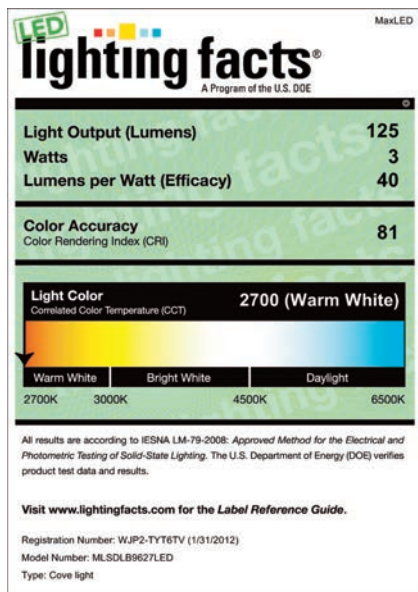 MaxLED
LED
lighting facts®
A Program of the U.S. DOE
Light Output (Lumens) 125
Watts 3
Lumens per Watt (Efficacy) 40
Color Accuracy 81
Color Rendering Index (CRI)
Light Color 2700 (Warm White)
Correlated Color Temperature (CCT)
Warm White Bright White Daylight
2700K 3000K 4500K 6500K
All results are according to IESNA LM-79-2008: Approved Method for the Electrical and
Photometric Testing of Solid-State Lighting. The U.S. Department of Energy (DOE) verifies
product test data and results.
Visit www.lightingfacts.com for the Label Reference Guide.
Registration Number: WJP2-TYT6TV (1/31/2012)
Model Number: MLSDLB9627LED
Type: Cove light